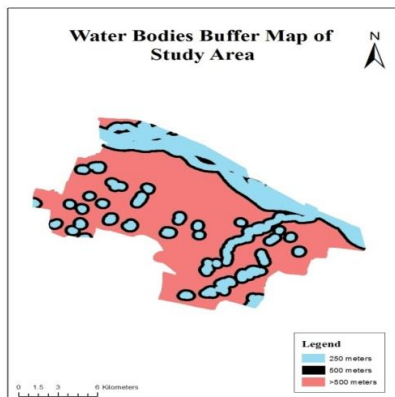 Water Bodies Buffer Map of
Study Area
N
Legend
250 meters
500 meters
>500 meters
0 1.5 3 6 Kilometers